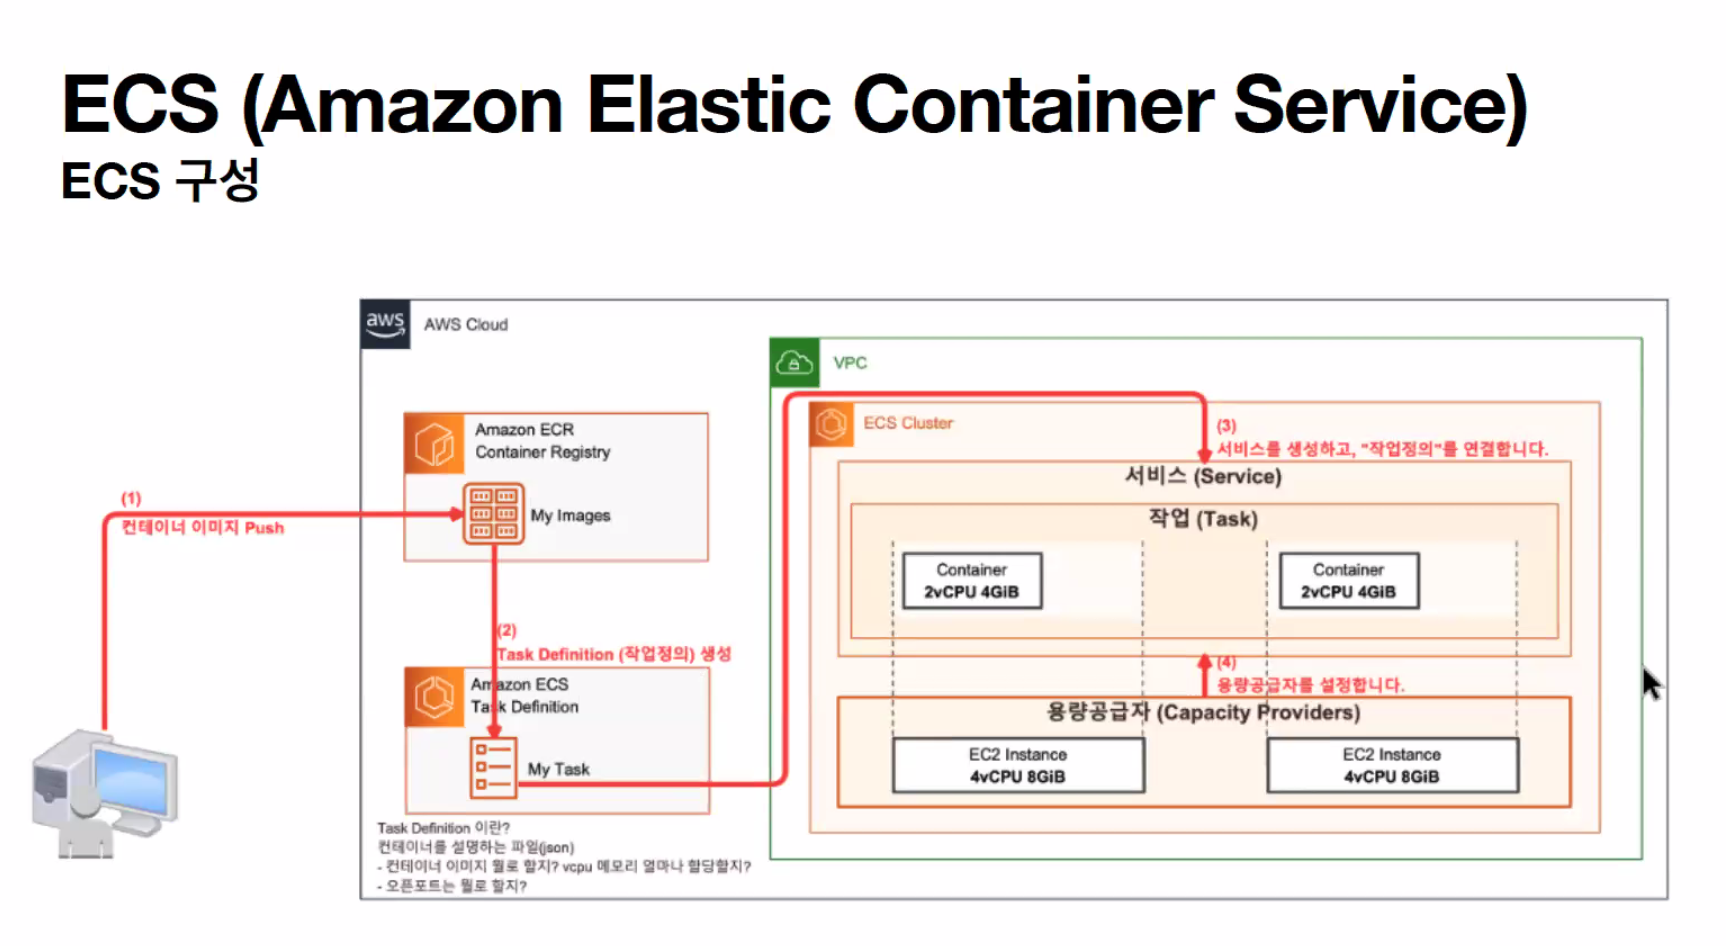 ECS (Amazon Elastic Container Service)
ECS 구성
aws
AWS Cloud
VPC
Amazon ECR
Container Registry
My Images
(1)
컨테이너 이미지 Push
(2)
Task Definition (작업정의) 생성
Amazon ECS
Task Definition
My Task
Task Definition 이란?
컨테이너를 설명하는 파일(json)
- 컨테이너 이미지 뭘로 할지? vcpu 메모리 얼마나 할당할지?
- 오픈포트는 뭘로 할지?
ECS Cluster
(3)
서비스를 생성하고, "작업정의"를 연결합니다.
서비스 (Service)
작업 (Task)
Container
2vCPU 4GiB
Container
2vCPU 4GiB
(4)
용량공급자를 설정합니다.
용량공급자 (Capacity Providers)
EC2 Instance
4vCPU 8GiB
EC2 Instance
4vCPU 8GiB